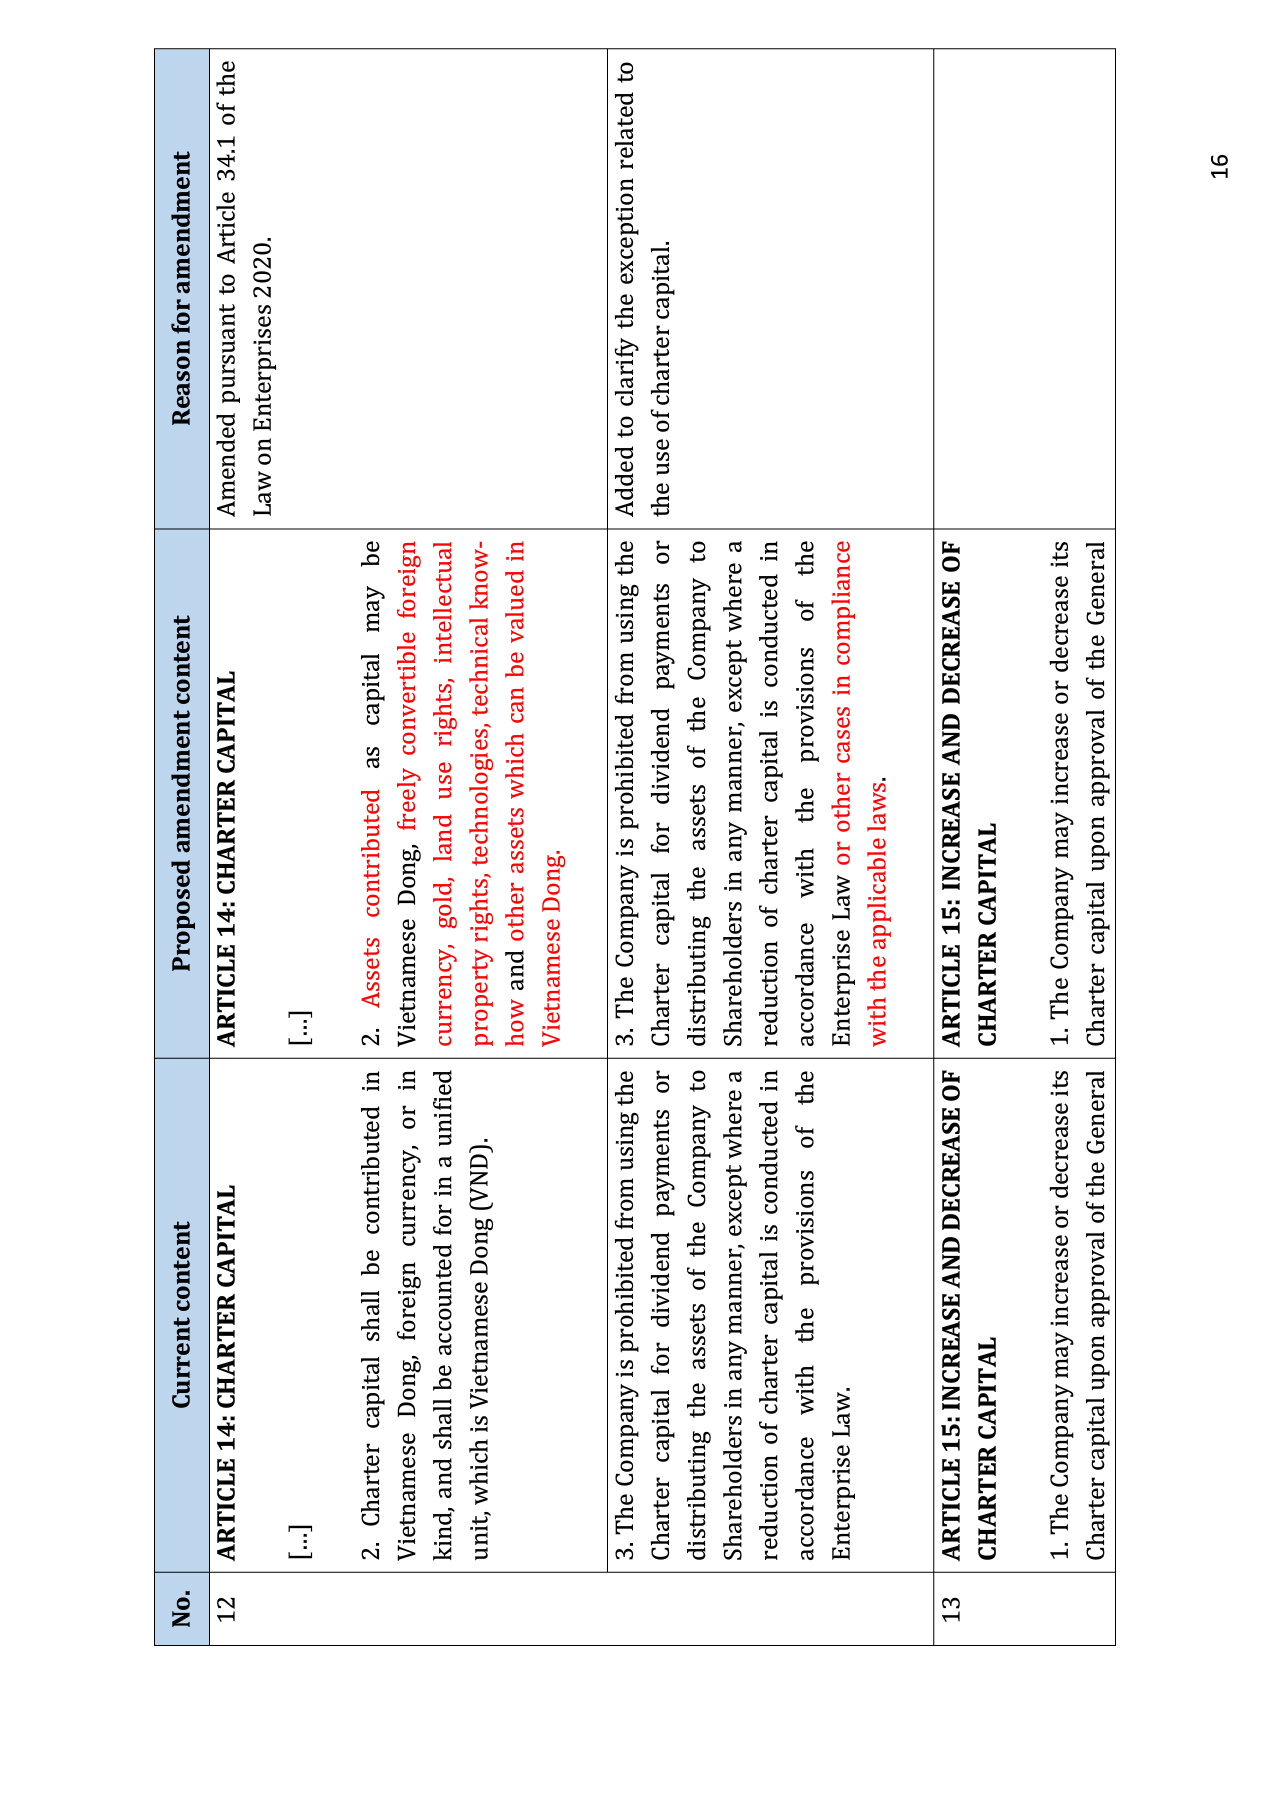 No.
Current content
Proposed amendment content
Reason for amendment
12
ARTICLE 14: CHARTER CAPITAL
[...]
2. Charter capital shall be contributed in
Vietnamese Dong, foreign currency, or in
kind, and shall be accounted for in a unified
unit, which is Vietnamese Dong (VND).
ARTICLE 14: CHARTER CAPITAL
[...]
2. Assets contributed as capital may be
Vietnamese Dong, freely convertible foreign
currency, gold, land use rights, intellectual
property rights, technologies, technical know-
how and other assets which can be valued in
Vietnamese Dong.
Amended pursuant to Article 34.1 of the
Law on Enterprises 2020.
3. The Company is prohibited from using the
Charter capital for dividend payments or
distributing the assets of the Company to
Shareholders in any manner, except where a
reduction of charter capital is conducted in
accordance with the provisions of the
Enterprise Law.
3. The Company is prohibited from using the
Charter capital for dividend payments or
distributing the assets of the Company to
Shareholders in any manner, except where a
reduction of charter capital is conducted in
accordance with the provisions of the
Enterprise Law or other cases in compliance
with the applicable laws.
Added to clarify the exception related to
the use of charter capital.
13
ARTICLE 15: INCREASE AND DECREASE OF
CHARTER CAPITAL
1. The Company may increase or decrease its
Charter capital upon approval of the General
ARTICLE 15: INCREASE AND DECREASE OF
CHARTER CAPITAL
1. The Company may increase or decrease its
Charter capital upon approval of the General
16